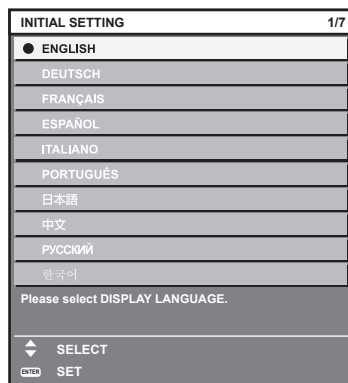 INITIAL SETTING 1/7
ENGLISH
DEUTSCH
FRANÇAIS
ESPAÑOL
ITALIANO
PORTUGUÊS
日本語
中文
РУССКИЙ
한국어
Please select DISPLAY LANGUAGE.
SELECT
ENTER SET